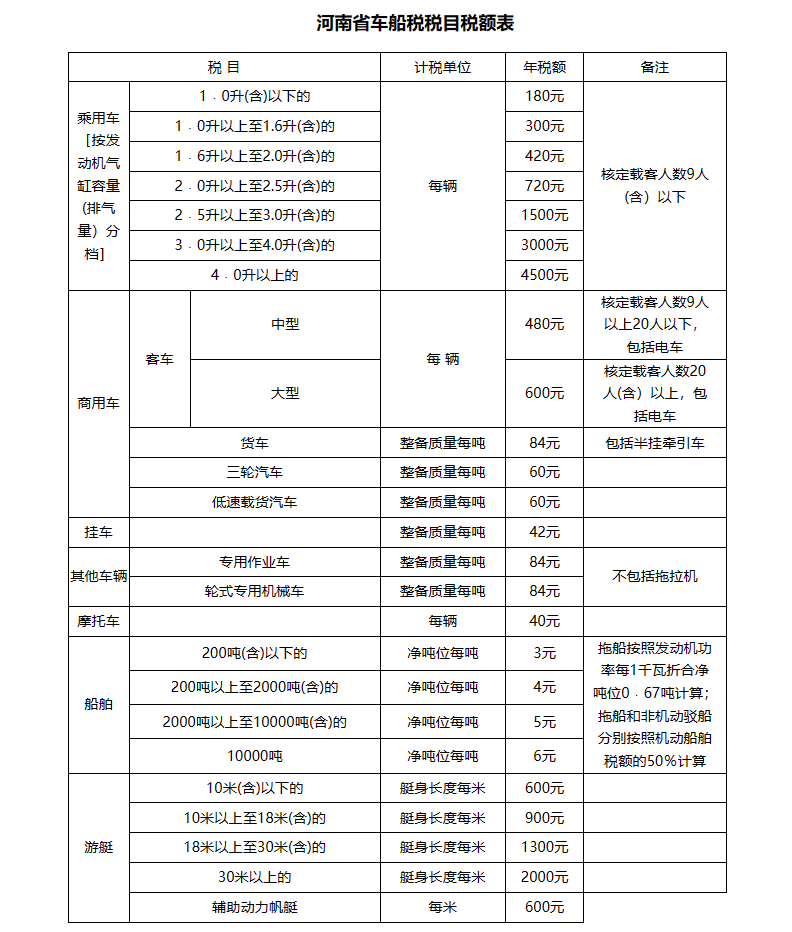 河南省车船税税目税额表
税 目 计税单位 年税额 备注
乘用车
［按发
动机气
缸容量
(排气
量）分
档］
1．0升(含)以下的 180元
1．0升以上至1.6升(含)的 300元
1．6升以上至2.0升(含)的 420元
2．0升以上至2.5升(含)的 720元
2．5升以上至3.0升(含)的 1500元
3．0升以上至4.0升(含)的 3000元
4．0升以上的 4500元
每辆
核定载客人数9人
(含）以下
商用车
客车
中型
每 辆
480元
核定载客人数9人
以上20人以下，
包括电车
大型
600元
核定载客人数20
人(含）以上，包
括电车
货车 整备质量每吨 84元 包括半挂牵引车
三轮汽车 整备质量每吨 60元
低速载货汽车 整备质量每吨 60元
挂车 整备质量每吨 42元
其他车辆
专用作业车 整备质量每吨 84元
轮式专用机械车 整备质量每吨 84元
不包括拖拉机
摩托车 每辆 40元
船舶
200吨(含)以下的 净吨位每吨 3元
200吨以上至2000吨(含)的 净吨位每吨 4元
2000吨以上至10000吨(含)的 净吨位每吨 5元
10000吨 净吨位每吨 6元
拖船按照发动机功
率每1千瓦折合净
吨位0．67吨计算；
拖船和非机动驳船
分别按照机动船舶
税额的50％计算
游艇
10米(含)以下的 艇身长度每米 600元
10米以上至18米(含)的 艇身长度每米 900元
18米以上至30米(含)的 艇身长度每米 1300元
30米以上的 艇身长度每米 2000元
辅助动力帆艇 每米 600元